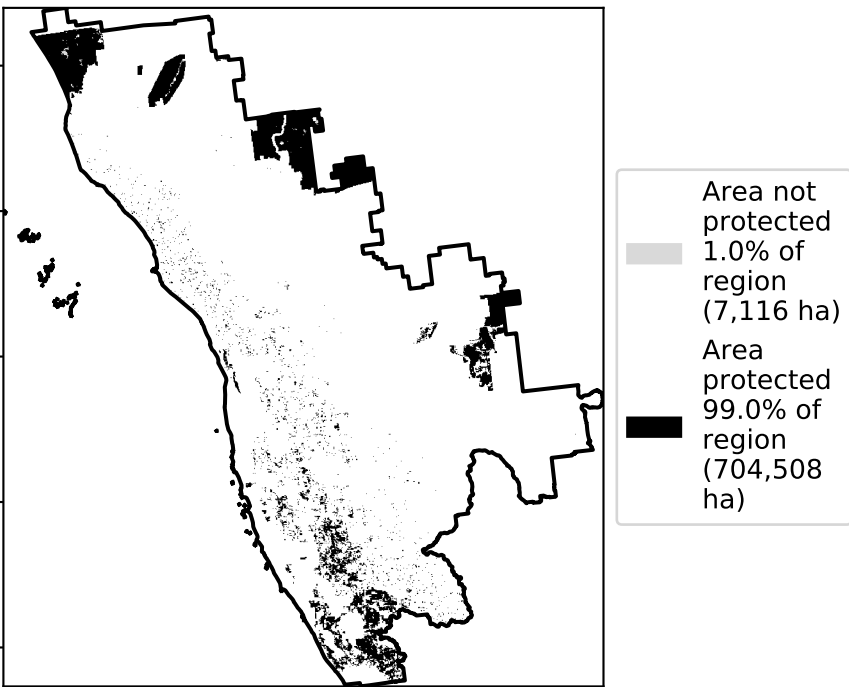 Area not
protected
1.0% of
region
(7,116 ha)
Area
protected
99.0% of
region
(704,508
ha)